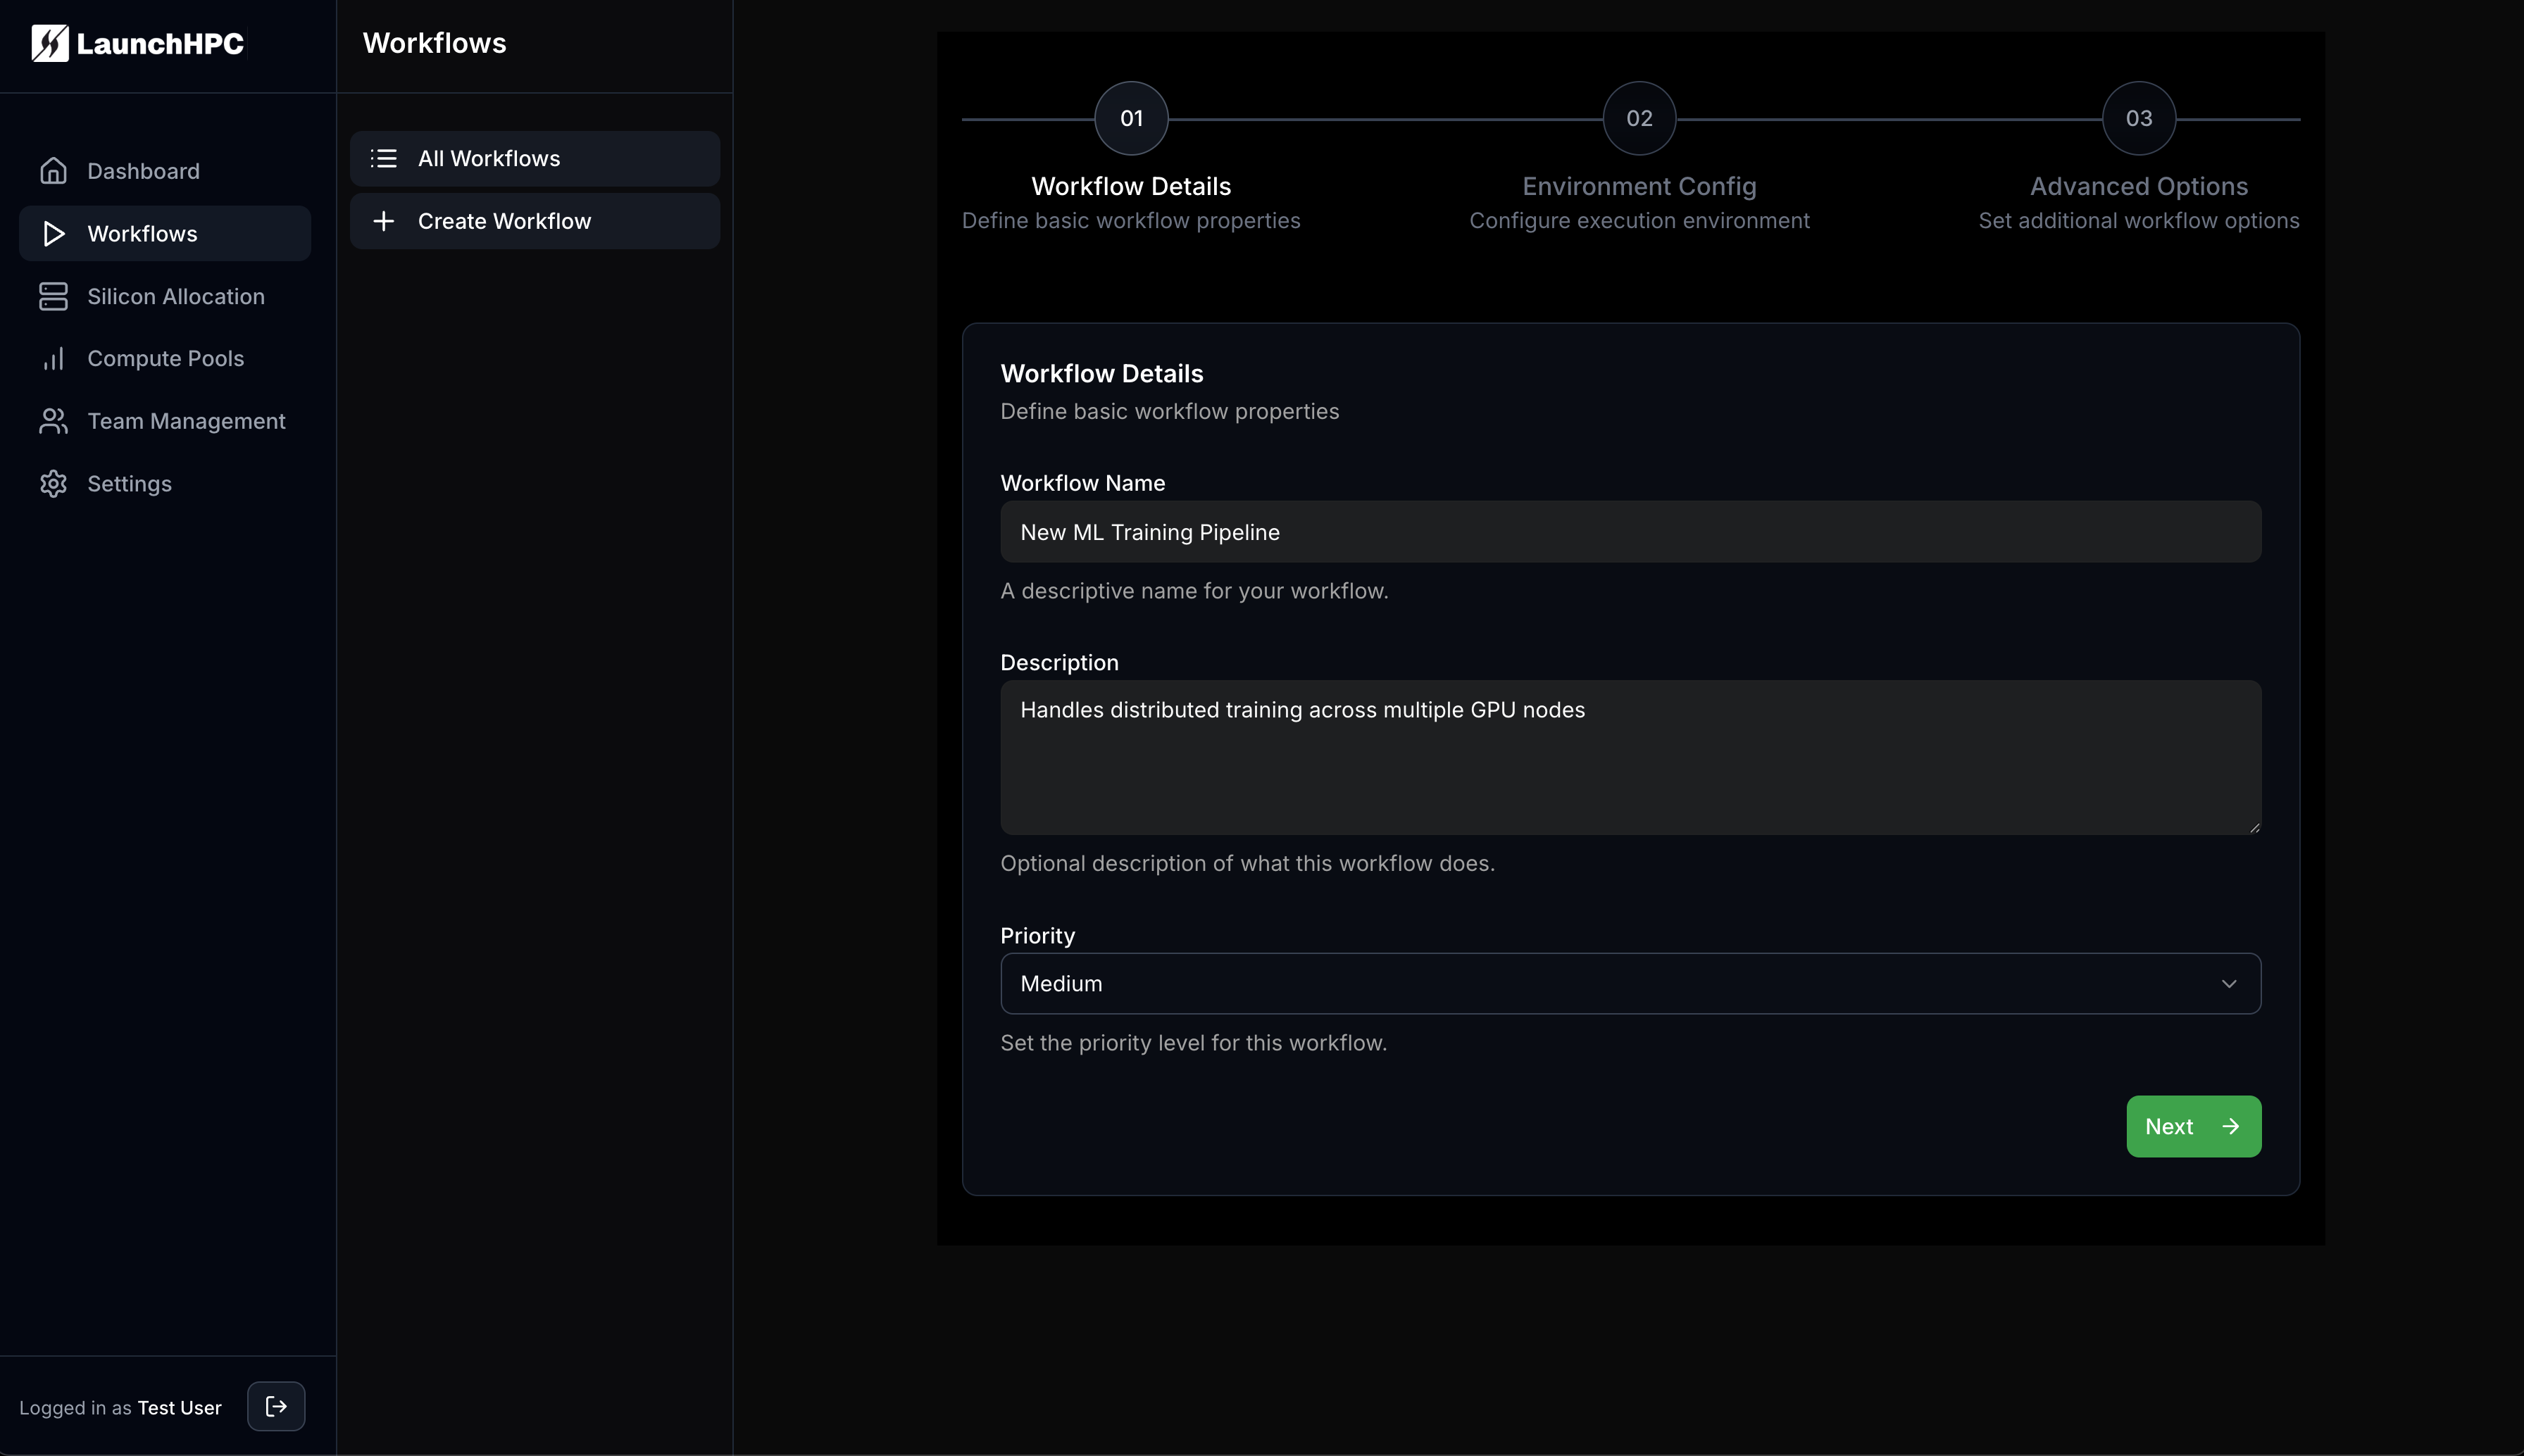 LaunchHPC
Dashboard
Workflows
Silicon Allocation
Compute Pools
Team Management
Settings
Logged in as Test User
Workflows
All Workflows
Create Workflow
01
Workflow Details
Define basic workflow properties
02
Environment Config
Configure execution environment
03
Advanced Options
Set additional workflow options
Workflow Details
Define basic workflow properties
Workflow Name
New ML Training Pipeline
A descriptive name for your workflow.
Description
Handles distributed training across multiple GPU nodes
Optional description of what this workflow does.
Priority
Medium
Set the priority level for this workflow.
Next